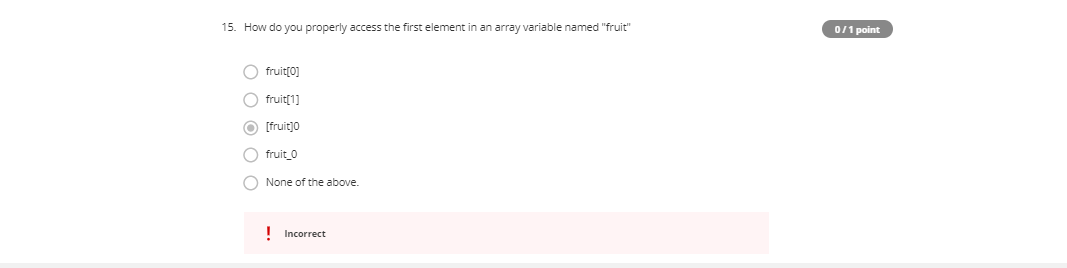 15. How do you properly access the first element in an array variable named "fruit"
0 / 1 point
fruit[0]
fruit[1]
[fruit]0
fruit_0
None of the above.
! Incorrect